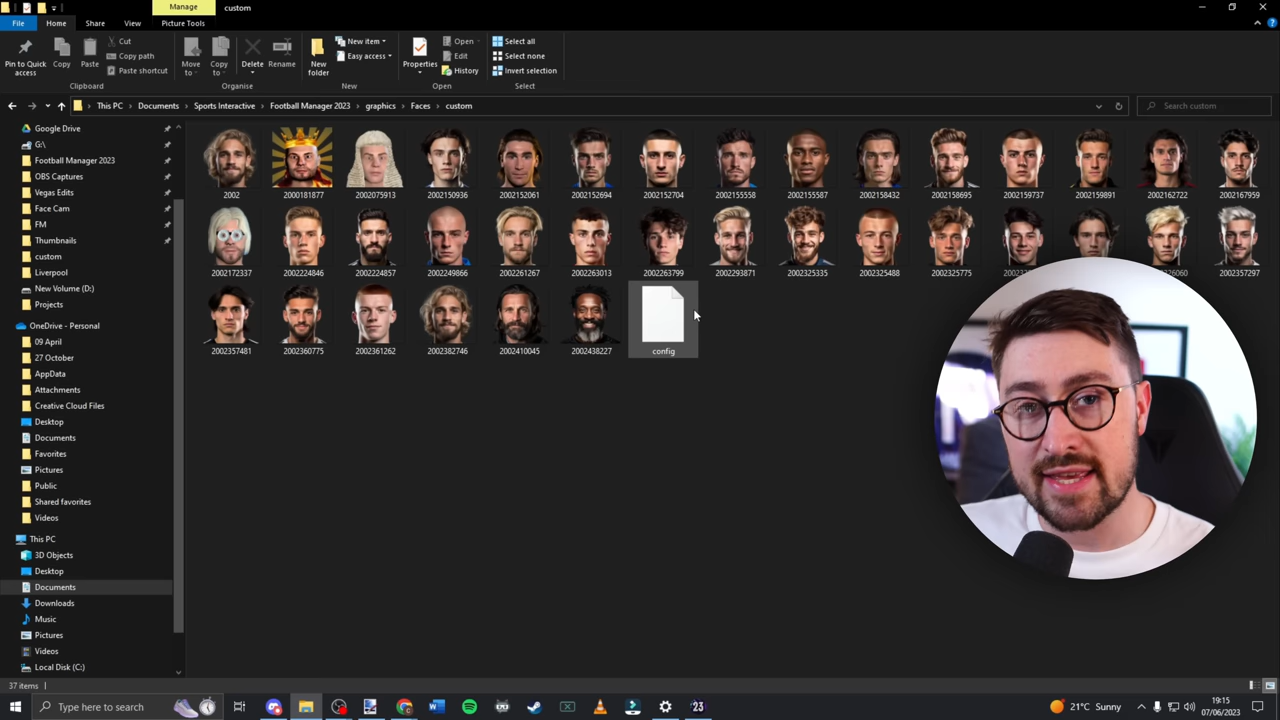 Manage
custom
File
Home
Share
View
Picture Tools
Pin to Quick access
Copy
Paste
Cut
Copy path
Paste shortcut
Move to
Copy to
Delete
Rename
New folder
New item
Easy access
Properties
Open
Edit
History
Select all
Select none
Invert selection
Clipboard
Organise
New
Open
Select
This PC
Documents
Sports Interactive
Football Manager 2023
graphics
Faces
custom
Search custom
Google Drive
G:\
Football Manager 2023
OBS Captures
Vegas Edits
Face Cam
FM
Thumbnails
custom
Liverpool
New Volume (D:)
Projects
OneDrive - Personal
09 April
27 October
AppData
Attachments
Creative Cloud Files
Desktop
Documents
Favorites
Pictures
Public
Shared favorites
Videos
This PC
3D Objects
Desktop
Documents
Downloads
Music
Pictures
Videos
Local Disk (C:)
2002
2000181877
2002075913
2002150936
2002152061
2002152694
2002152704
2002155558
2002155587
2002158432
2002158695
2002159737
2002159891
2002162722
2002167959
2002172337
2002224846
2002224857
2002249866
2002261267
2002263013
2002263799
2002293871
2002325335
2002325488
2002325775
2002357297
2002357481
2002360775
2002361262
2002382746
2002410045
2002438227
config
37 items
Type here to search
23
21°C Sunny
19:15
07/06/2023